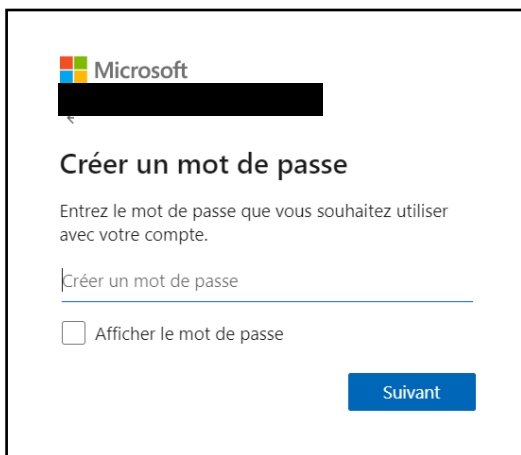 Microsoft
Créer un mot de passe
Entrez le mot de passe que vous souhaitez utiliser
avec votre compte.
Créer un mot de passe
Afficher le mot de passe
Suivant